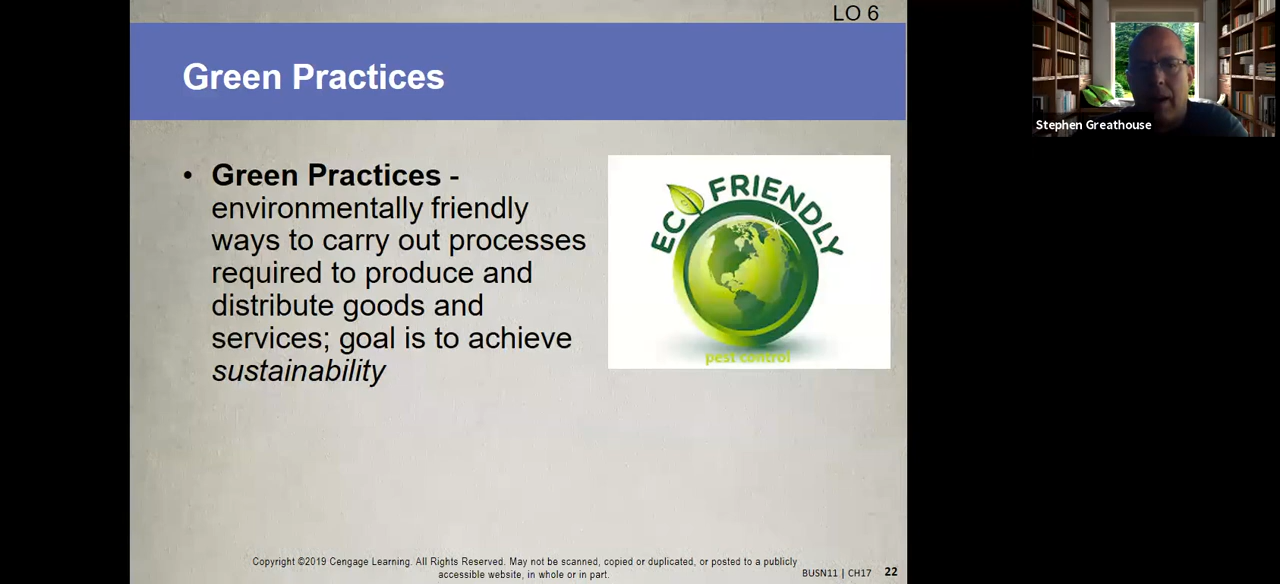 LO 6
Green Practices
Stephen Greathouse
• Green Practices -
environmentally friendly
ways to carry out processes
required to produce and
distribute goods and
services; goal is to achieve
sustainability
ECO FRIENDLY
pest control
Copyright ©2019 Cengage Learning. All Rights Reserved. May not be scanned, copied or duplicated, or posted to a publicly
accessible website, in whole or in part.
BUSN11 | CH17 22